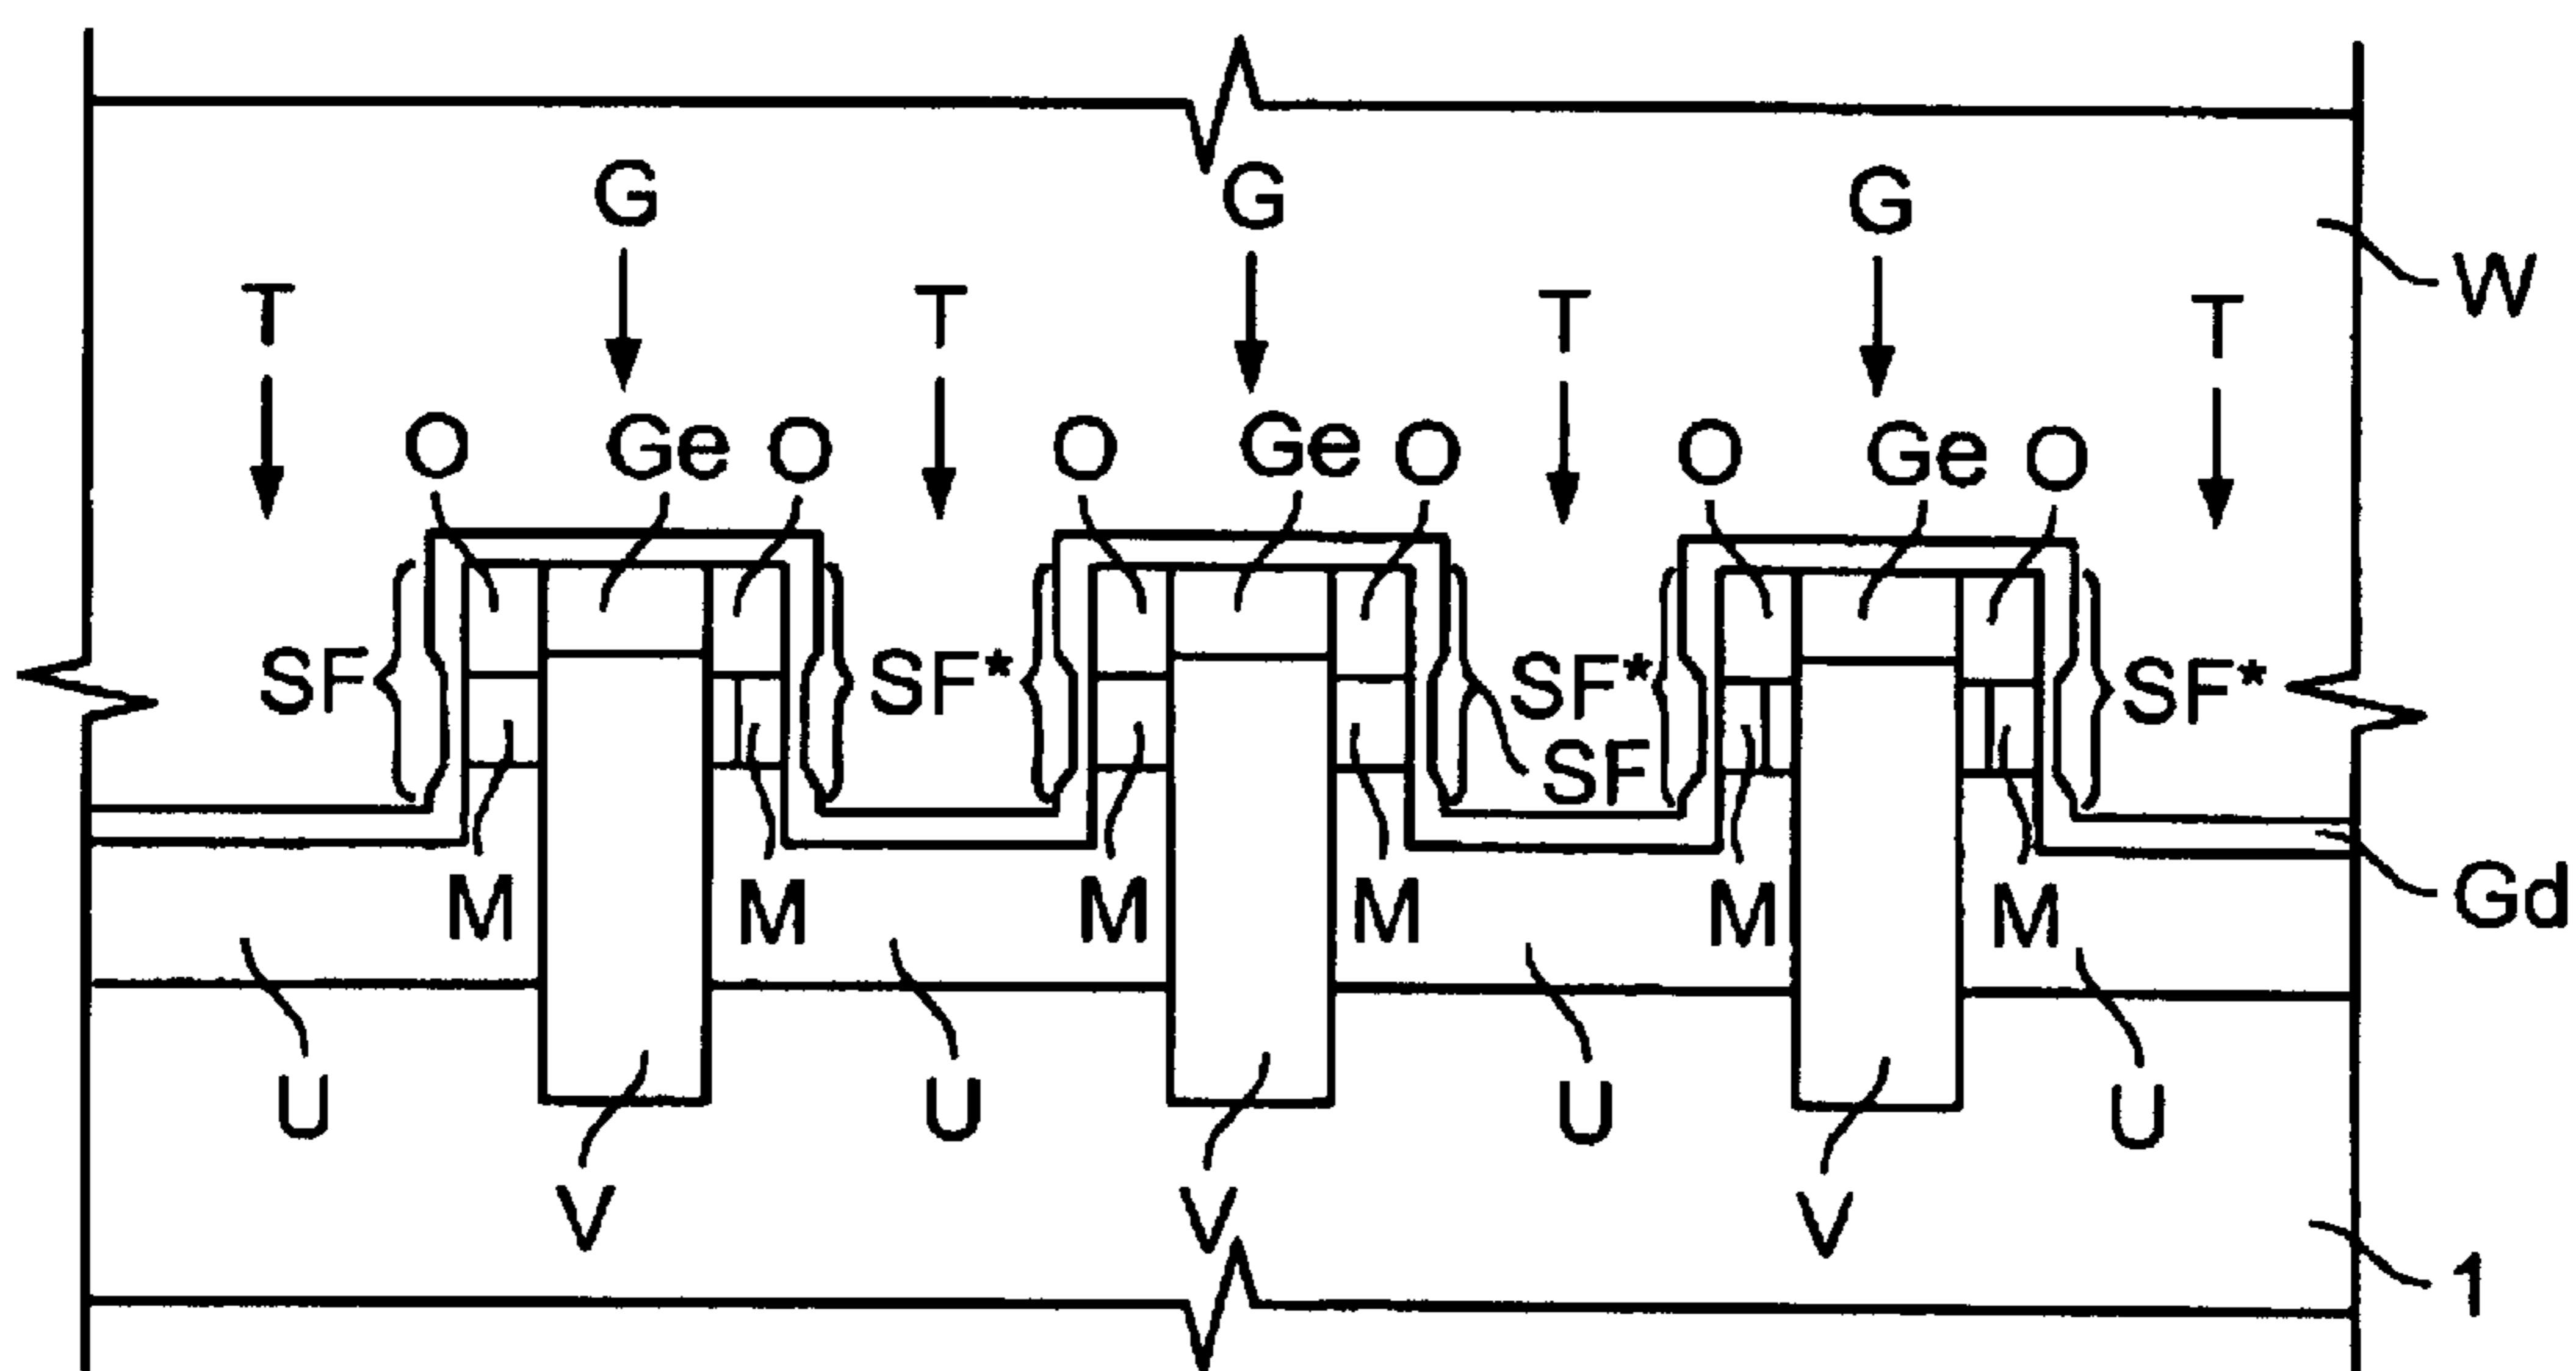 G G G
W
T T T T
O Ge O O Ge O O Ge O
SF SF* SF* SF*
SF
M M M M M M
Gd
U U U U
V V V
1